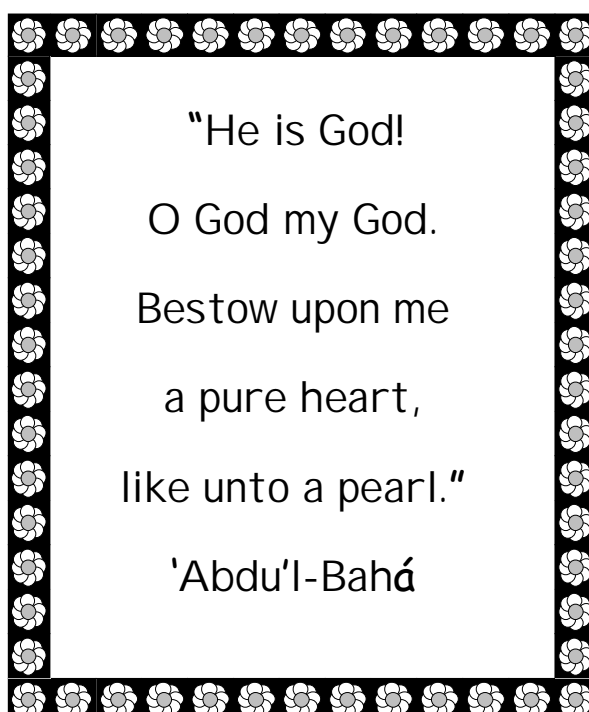 “He is God!
O God my God.
Bestow upon me
a pure heart,
like unto a pearl.”
‘Abdu’l-Bahá